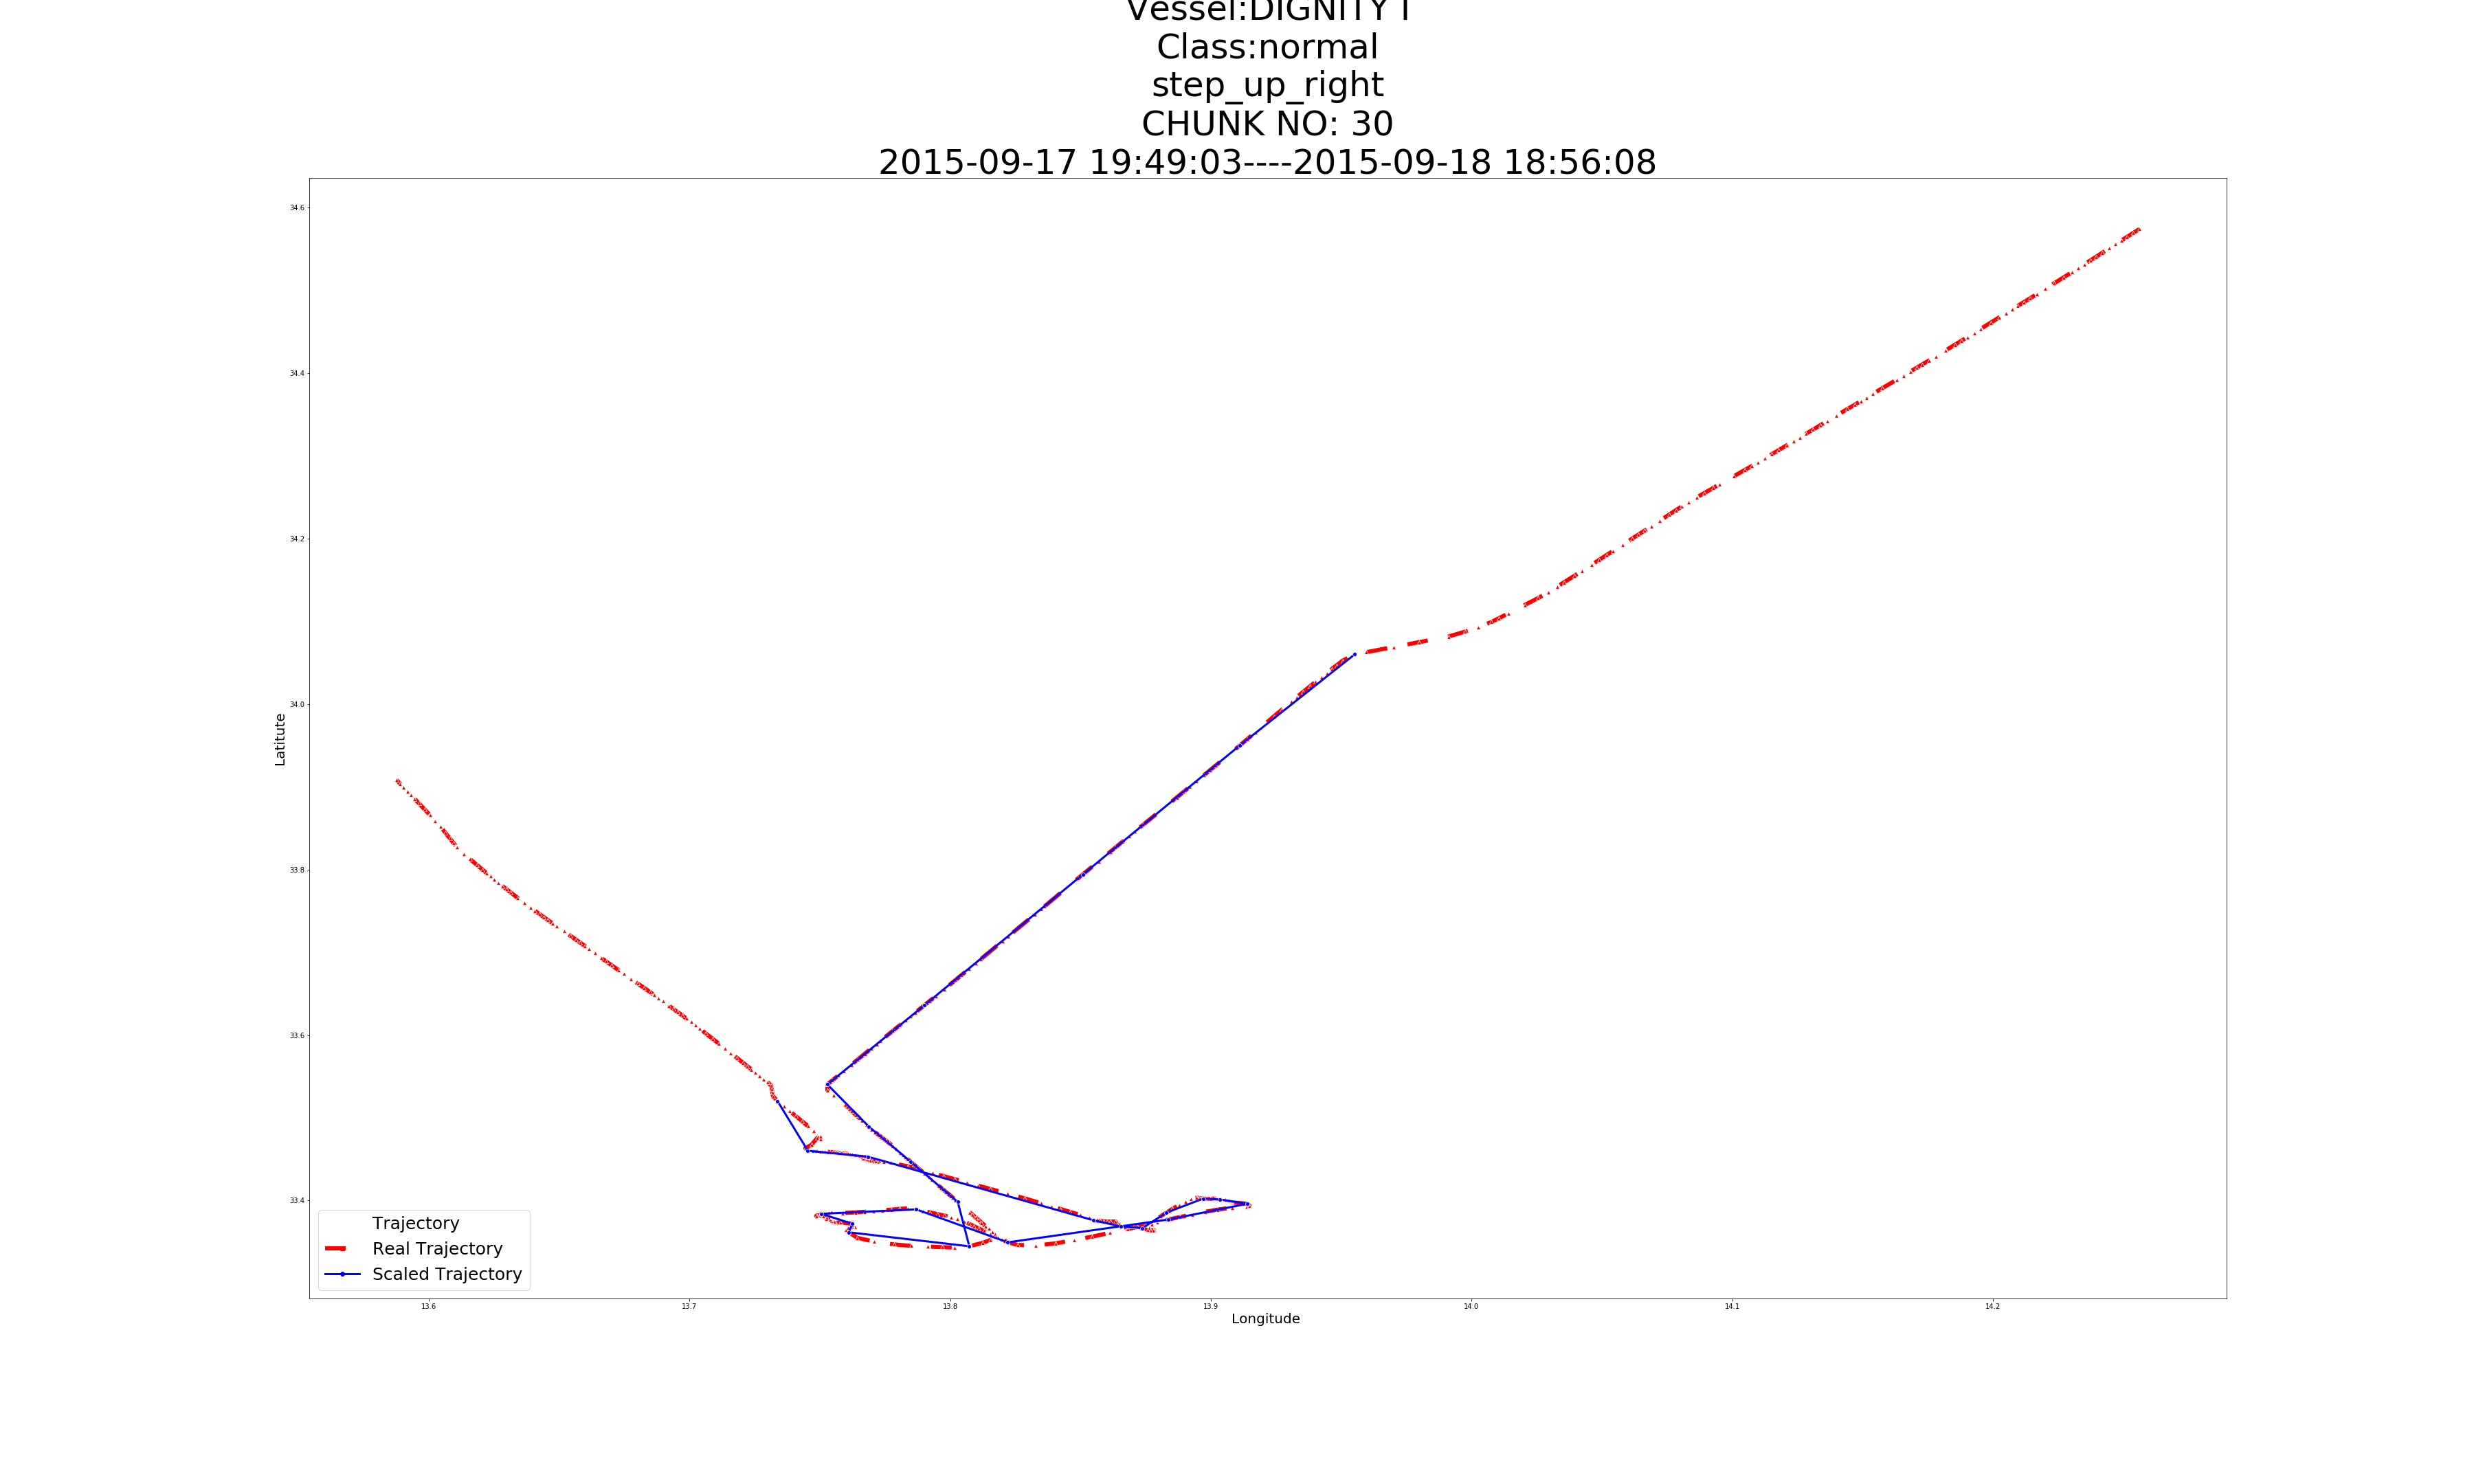 Vessel:DIGNITY I
Class:normal
step_up_right
CHUNK NO: 30
2015-09-17 19:49:03----2015-09-18 18:56:08
34.6
34.4
34.2
34.0
33.8
33.6
33.4
Latitute
13.6
13.7
13.8
13.9
14.0
14.1
14.2
Longitude
Trajectory
Real Trajectory
Scaled Trajectory